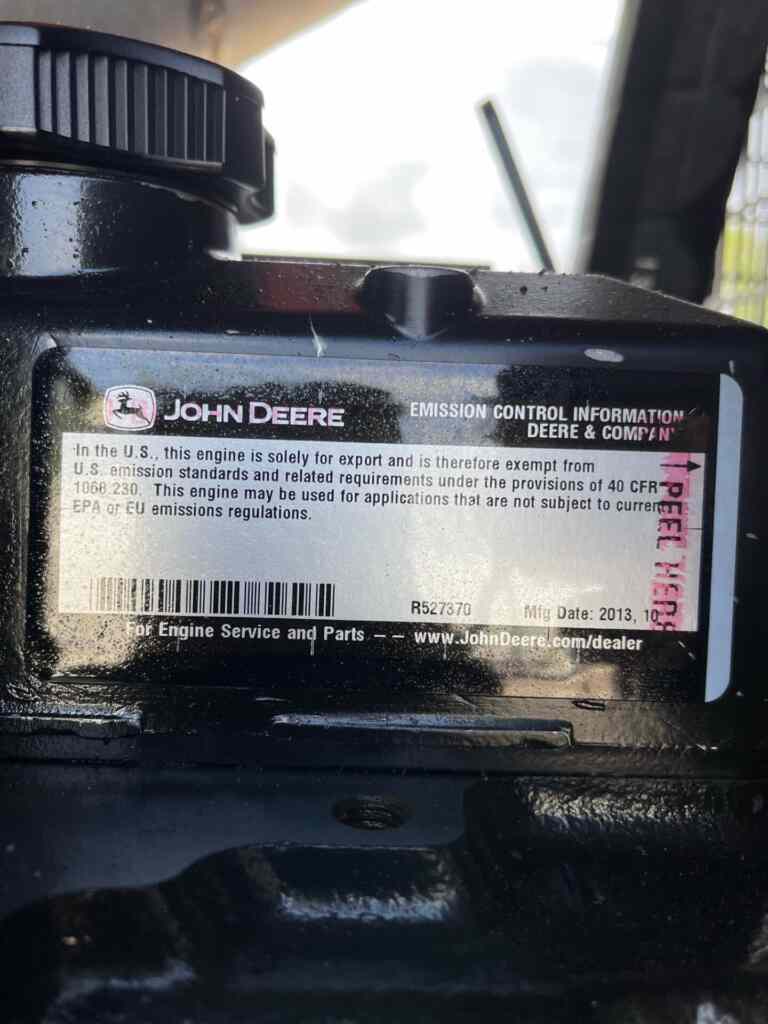 JOHN DEERE
EMISSION CONTROL INFORMATION
DEERE & COMPANY
In the U.S., this engine is solely for export and is therefore exempt from
U.S. emission standards and related requirements under the provisions of 40 CFR
1068.230. This engine may be used for applications that are not subject to current
EPA or EU emissions regulations.
PEEL HERE
R527370 Mfg Date: 2013, 10
For Engine Service and Parts -- www.JohnDeere.com/dealer